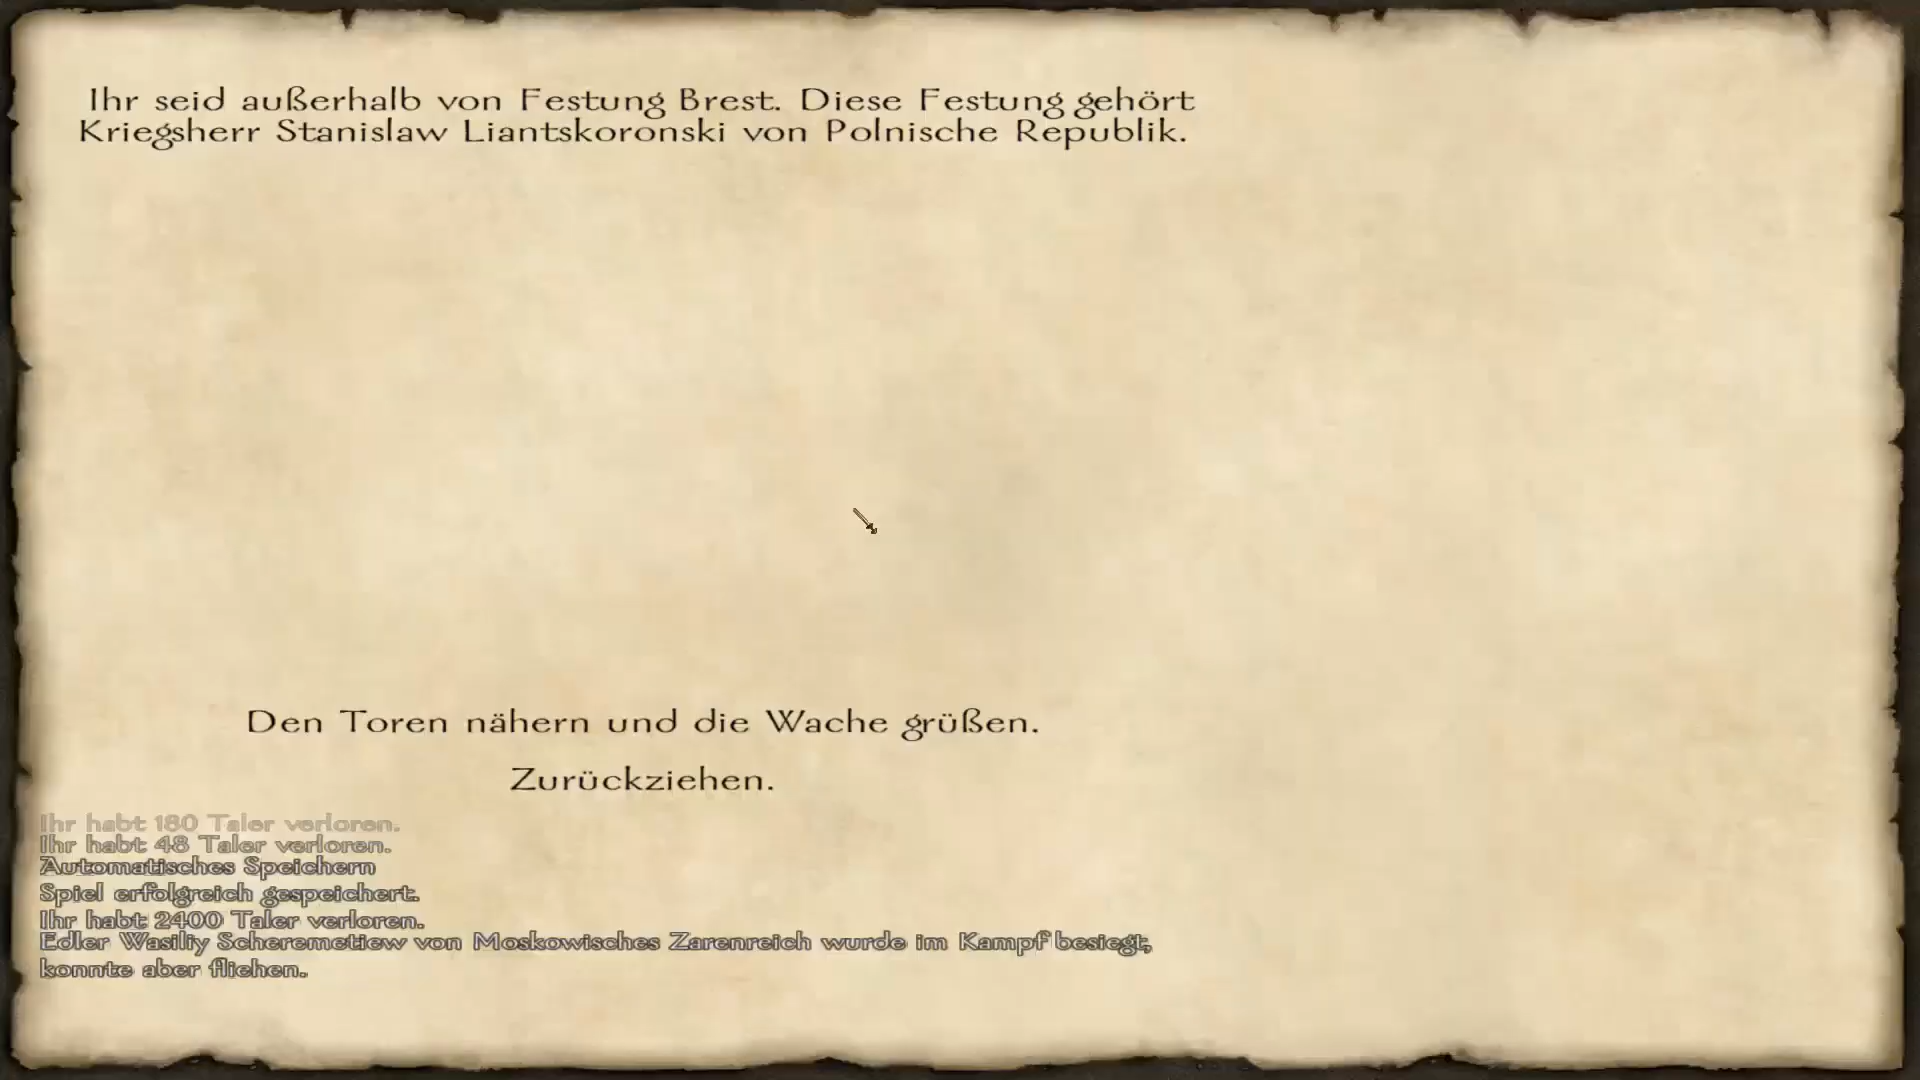 Ihr seid außerhalb von Festung Brest. Diese Festung gehört
Kriegsherr Stanislaw Liantskoronski von Polnische Republik.
Den Toren nähern und die Wache grüßen.
Zurückziehen.
Ihr habt 180 Taler verloren.
Ihr habt 48 Taler verloren.
Automatisches Speichern
Spiel erfolgreich gespeichert.
Ihr habt 2400 Taler verloren.
Edler Wasiliy Scheremetiew von Moskowisches Zarenreich wurde im Kampf besiegt,
konnte aber fliehen.